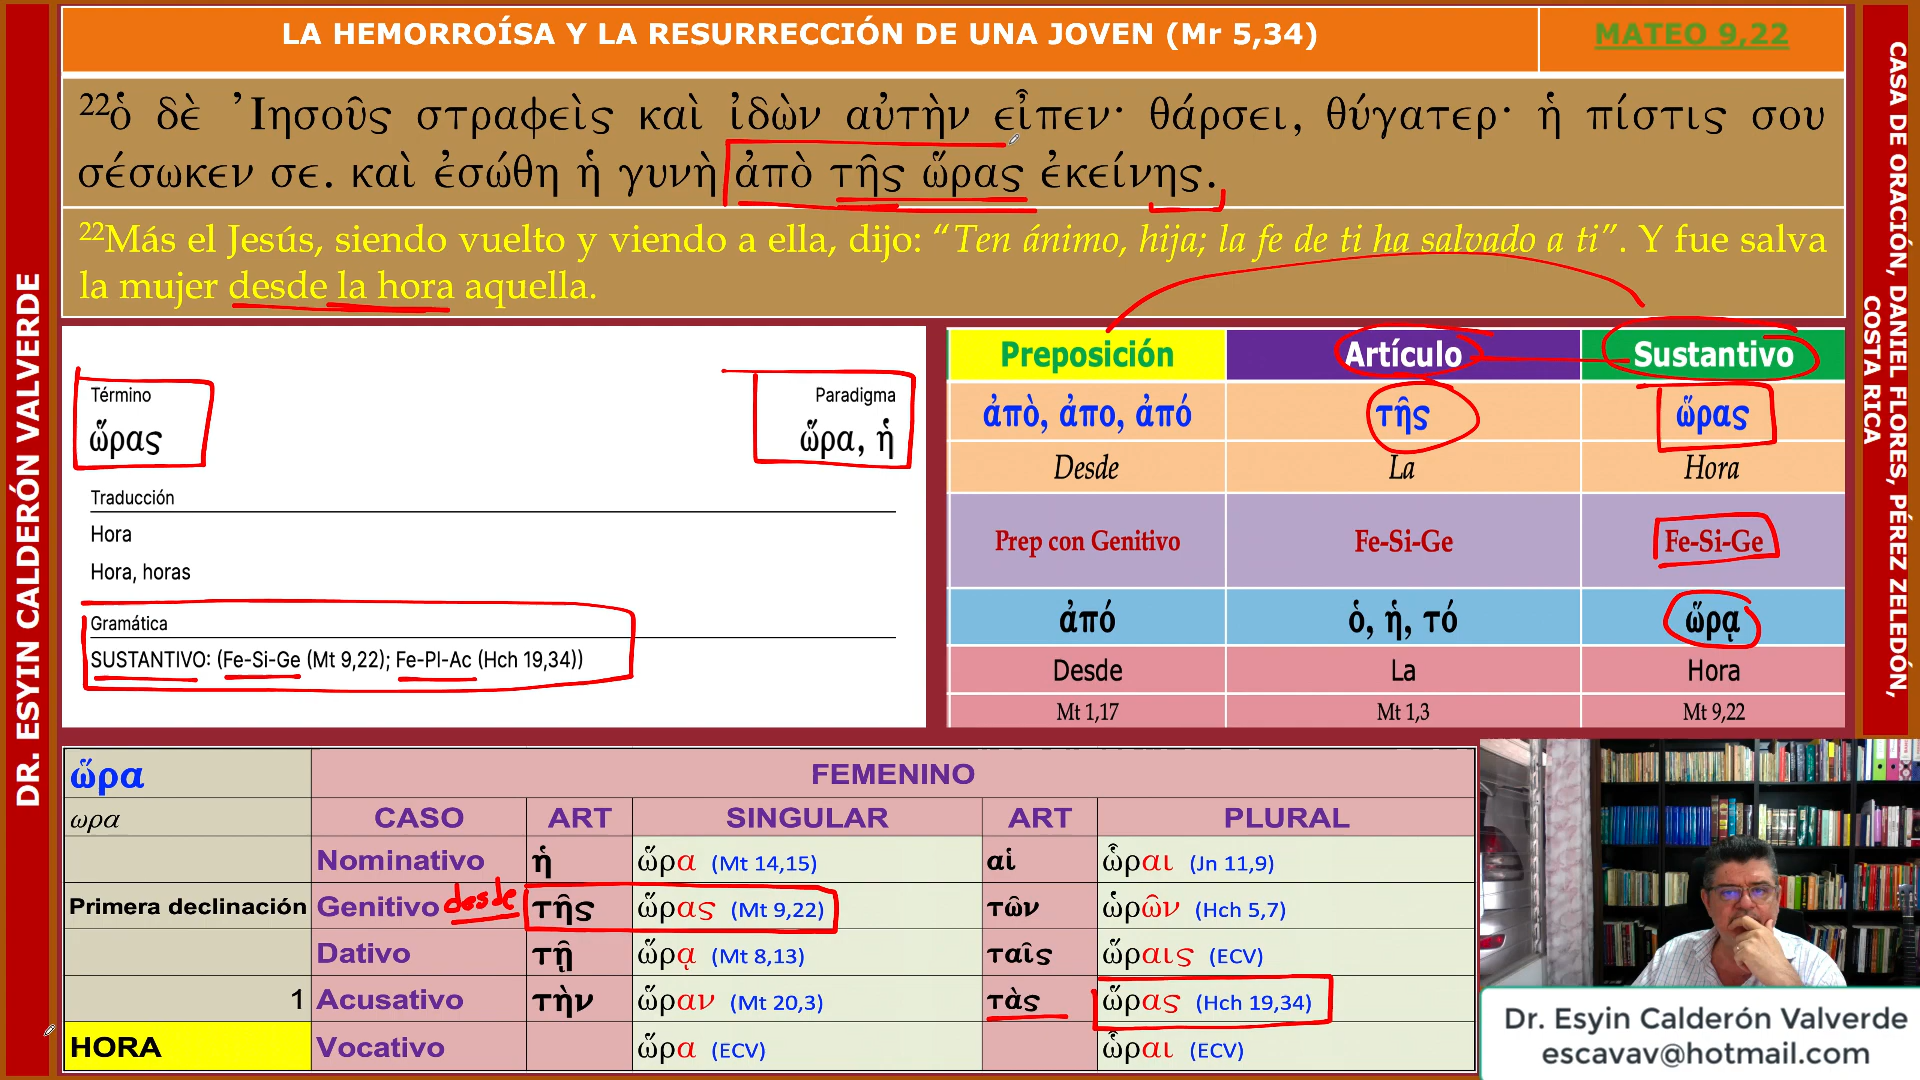 LA HEMORROÍSA Y LA RESURRECCIÓN DE UNA JOVEN (Mr 5,34)
MATEO 9,22
²²ὁ δὲ Ἰησοῦς στραφεὶς καὶ ἰδὼν αὐτὴν εἶπεν· θάρσει, θύγατερ· ἡ πίστις σου
σέσωκεν σε. καὶ ἐσώθη ἡ γυνὴ ἀπὸ τῆς ὥρας ἐκείνης.
²²Más el Jesús, siendo vuelto y viendo a ella, dijo: “Ten ánimo, hija; la fe de ti ha salvado a ti”. Y fue salva
la mujer desde la hora aquella.
DR. ESYIN CALDERÓN VALVERDE
CASA DE ORACIÓN, DANIEL FLORES, PÉREZ ZELEDÓN,
COSTA RICA
Término Paradigma
ὥρας ὥρα, ἡ
Traducción
Hora
Hora, horas
Gramática
SUSTANTIVO: (Fe-Si-Ge (Mt 9,22); Fe-Pl-Ac (Hch 19,34))
Preposición Artículo Sustantivo
ἀπὸ, ἀπο, ἀπό τῆς ὥρας
Desde La Hora
Prep con Genitivo Fe-Si-Ge Fe-Si-Ge
ἀπό ὁ, ἡ, τό ὥρᾳ
Desde La Hora
Mt 1,17 Mt 1,3 Mt 9,22
ὥρα FEMENINO
ωρα CASO ART SINGULAR ART PLURAL
Nominativo ἡ ὥρα (Mt 14,15) αἱ ὧραι (Jn 11,9)
Primera declinación Genitivo desde τῆς ὥρας (Mt 9,22) τῶν ὡρῶν (Hch 5,7)
Dativo τῇ ὥρᾳ (Mt 8,13) ταῖς ὥραις (ECV)
1 Acusativo τὴν ὥραν (Mt 20,3) τὰς ὥρας (Hch 19,34)
HORA Vocativo ὥρα (ECV) ὧραι (ECV)
Dr. Esyin Calderón Valverde
escavav@hotmail.com